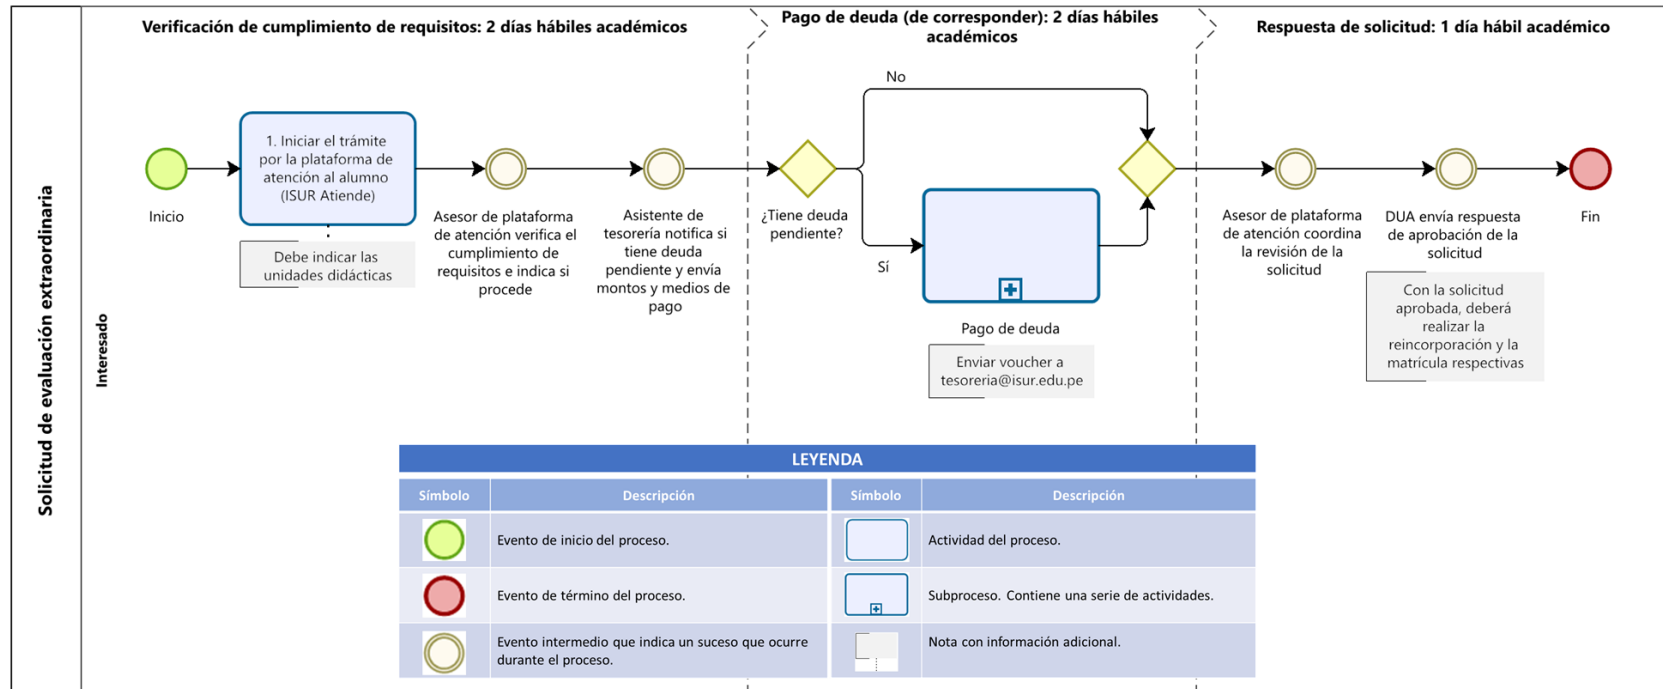 Solicitud de evaluación extraordinaria
Interesado
Verificación de cumplimiento de requisitos: 2 días hábiles académicos
Pago de deuda (de corresponder): 2 días hábiles
académicos
Respuesta de solicitud: 1 día hábil académico
Inicio
1. Iniciar el trámite
por la plataforma de
atención al alumno
(ISUR Atiende)
Debe indicar las
unidades didácticas
Asesor de plataforma
de atención verifica el
cumplimiento de
requisitos e indica si
procede
Asistente de
tesorería notifica si
tiene deuda
pendiente y envía
montos y medios de
pago
¿Tiene deuda
pendiente?
No
Sí
Pago de deuda
Enviar voucher a
tesoreria@isur.edu.pe
Asesor de plataforma
de atención coordina
la revisión de la
solicitud
DUA envía respuesta
de aprobación de la
solicitud
Con la solicitud
aprobada, deberá
realizar la
reincorporación y la
matrícula respectivas
Fin
LEYENDA
Símbolo
Descripción
Símbolo
Descripción
Evento de inicio del proceso.
Actividad del proceso.
Evento de término del proceso.
Subproceso. Contiene una serie de actividades.
Evento intermedio que indica un suceso que ocurre
durante el proceso.
Nota con información adicional.